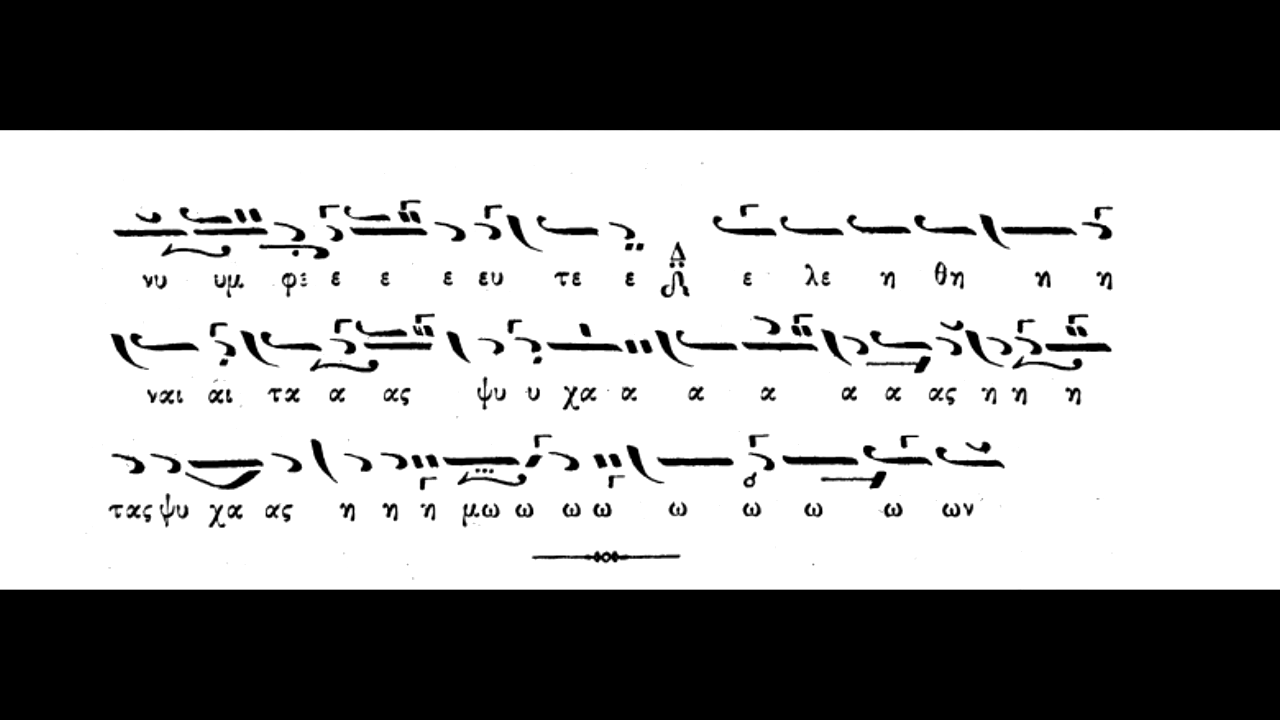 νυ υμ φε ε ε ε ευ τε ε Δ ε λε η θη η η
ναι αι τα α ας ψυ υ χα α α α α α ας η η η
τας ψυ χα ας η η η μω ω ω ω ω ω ω ω ων